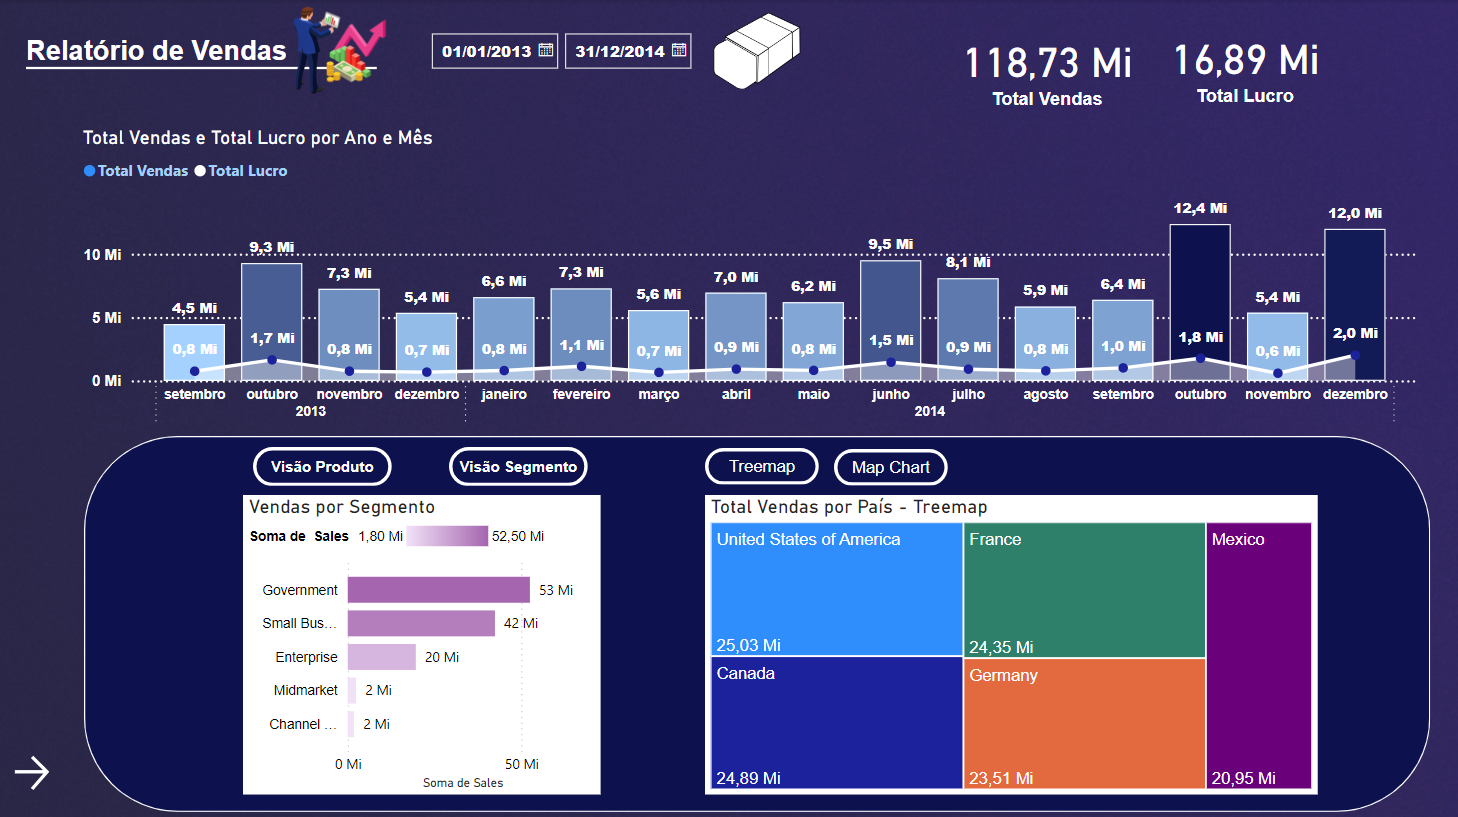 Relatório de Vendas
01/01/2013
31/12/2014
118,73 Mi
Total Vendas
16,89 Mi
Total Lucro
Total Vendas e Total Lucro por Ano e Mês
Total Vendas Total Lucro
10 Mi
5 Mi
0 Mi
4,5 Mi
9,3 Mi
7,3 Mi
5,4 Mi
6,6 Mi
7,3 Mi
5,6 Mi
7,0 Mi
6,2 Mi
9,5 Mi
8,1 Mi
5,9 Mi
6,4 Mi
12,4 Mi
5,4 Mi
12,0 Mi
0,8 Mi
1,7 Mi
0,8 Mi
0,7 Mi
0,8 Mi
1,1 Mi
0,7 Mi
0,9 Mi
0,8 Mi
1,5 Mi
0,9 Mi
0,8 Mi
1,0 Mi
1,8 Mi
0,6 Mi
2,0 Mi
setembro outubro novembro dezembro janeiro fevereiro março abril maio junho julho agosto setembro outubro novembro dezembro
2013 2014
Visão Produto
Visão Segmento
Treemap
Map Chart
Vendas por Segmento
Soma de Sales 1,80 Mi 52,50 Mi
Government 53 Mi
Small Bus... 42 Mi
Enterprise 20 Mi
Midmarket 2 Mi
Channel ... 2 Mi
0 Mi 50 Mi
Soma de Sales
Total Vendas por País - Treemap
United States of America
25,03 Mi
Canada
24,89 Mi
France
24,35 Mi
Germany
23,51 Mi
Mexico
20,95 Mi